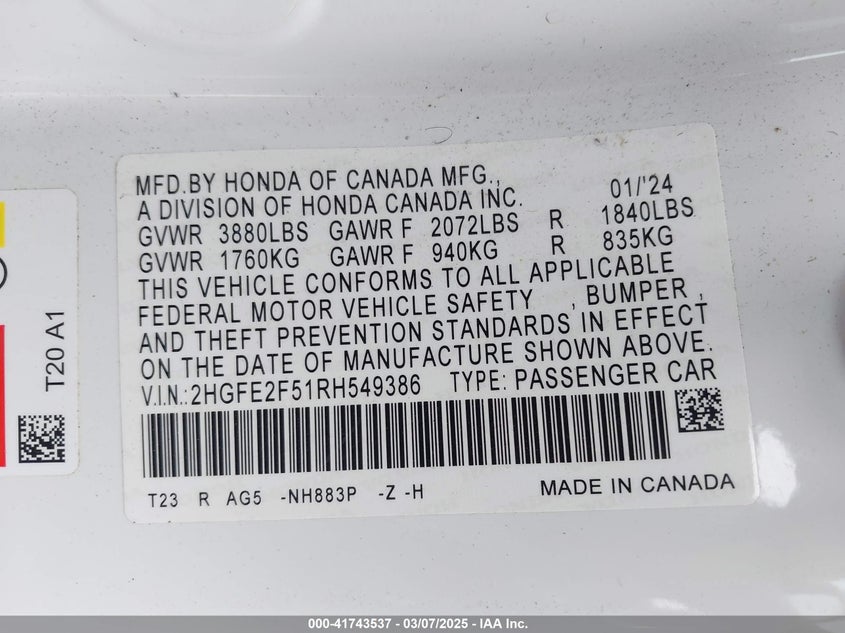 MFD.BY HONDA OF CANADA MFG., 01/'24
A DIVISION OF HONDA CANADA INC.
GVWR 3880LBS GAWR F 2072LBS R 1840LBS
GVWR 1760KG GAWR F 940KG R 835KG
THIS VEHICLE CONFORMS TO ALL APPLICABLE
FEDERAL MOTOR VEHICLE SAFETY , BUMPER ,
AND THEFT PREVENTION STANDARDS IN EFFECT
ON THE DATE OF MANUFACTURE SHOWN ABOVE.
V.I.N.:2HGFE2F51RH549386 TYPE: PASSENGER CAR
T23 R AG5 -NH883P -Z -H MADE IN CANADA
T20 A1
000-41743537 - 03/07/2025 - IAA Inc.